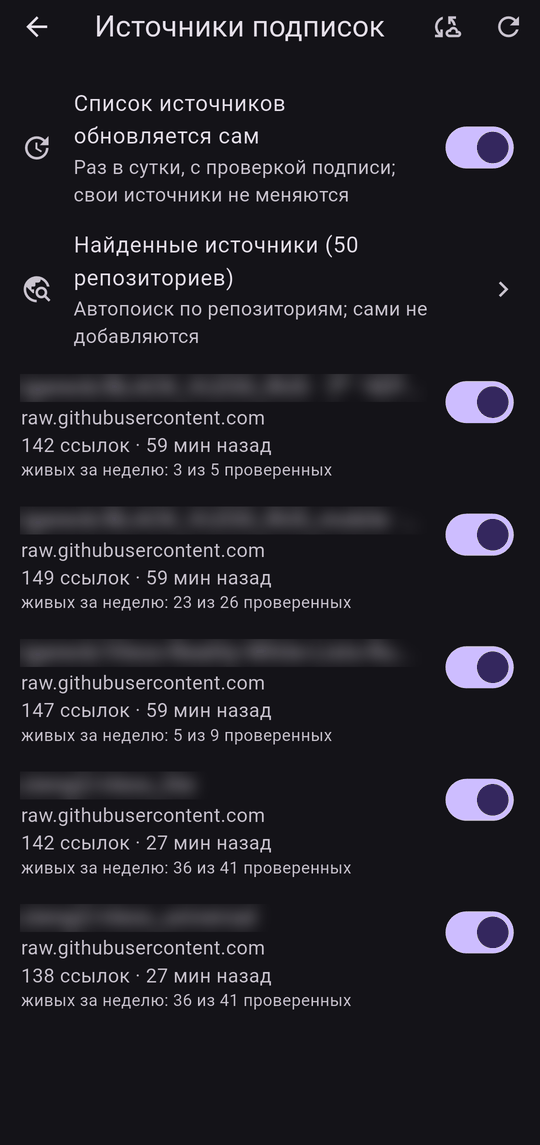 Источники подписок
Список источников
обновляется сам
Раз в сутки, с проверкой подписи;
свои источники не меняются
Найденные источники (50
репозиториев)
Автопоиск по репозиториям; сами не
добавляются
raw.githubusercontent.com
142 ссылок · 59 мин назад
живых за неделю: 3 из 5 проверенных
raw.githubusercontent.com
149 ссылок · 59 мин назад
живых за неделю: 23 из 26 проверенных
raw.githubusercontent.com
147 ссылок · 59 мин назад
живых за неделю: 5 из 9 проверенных
raw.githubusercontent.com
142 ссылок · 27 мин назад
живых за неделю: 36 из 41 проверенных
raw.githubusercontent.com
138 ссылок · 27 мин назад
живых за неделю: 36 из 41 проверенных